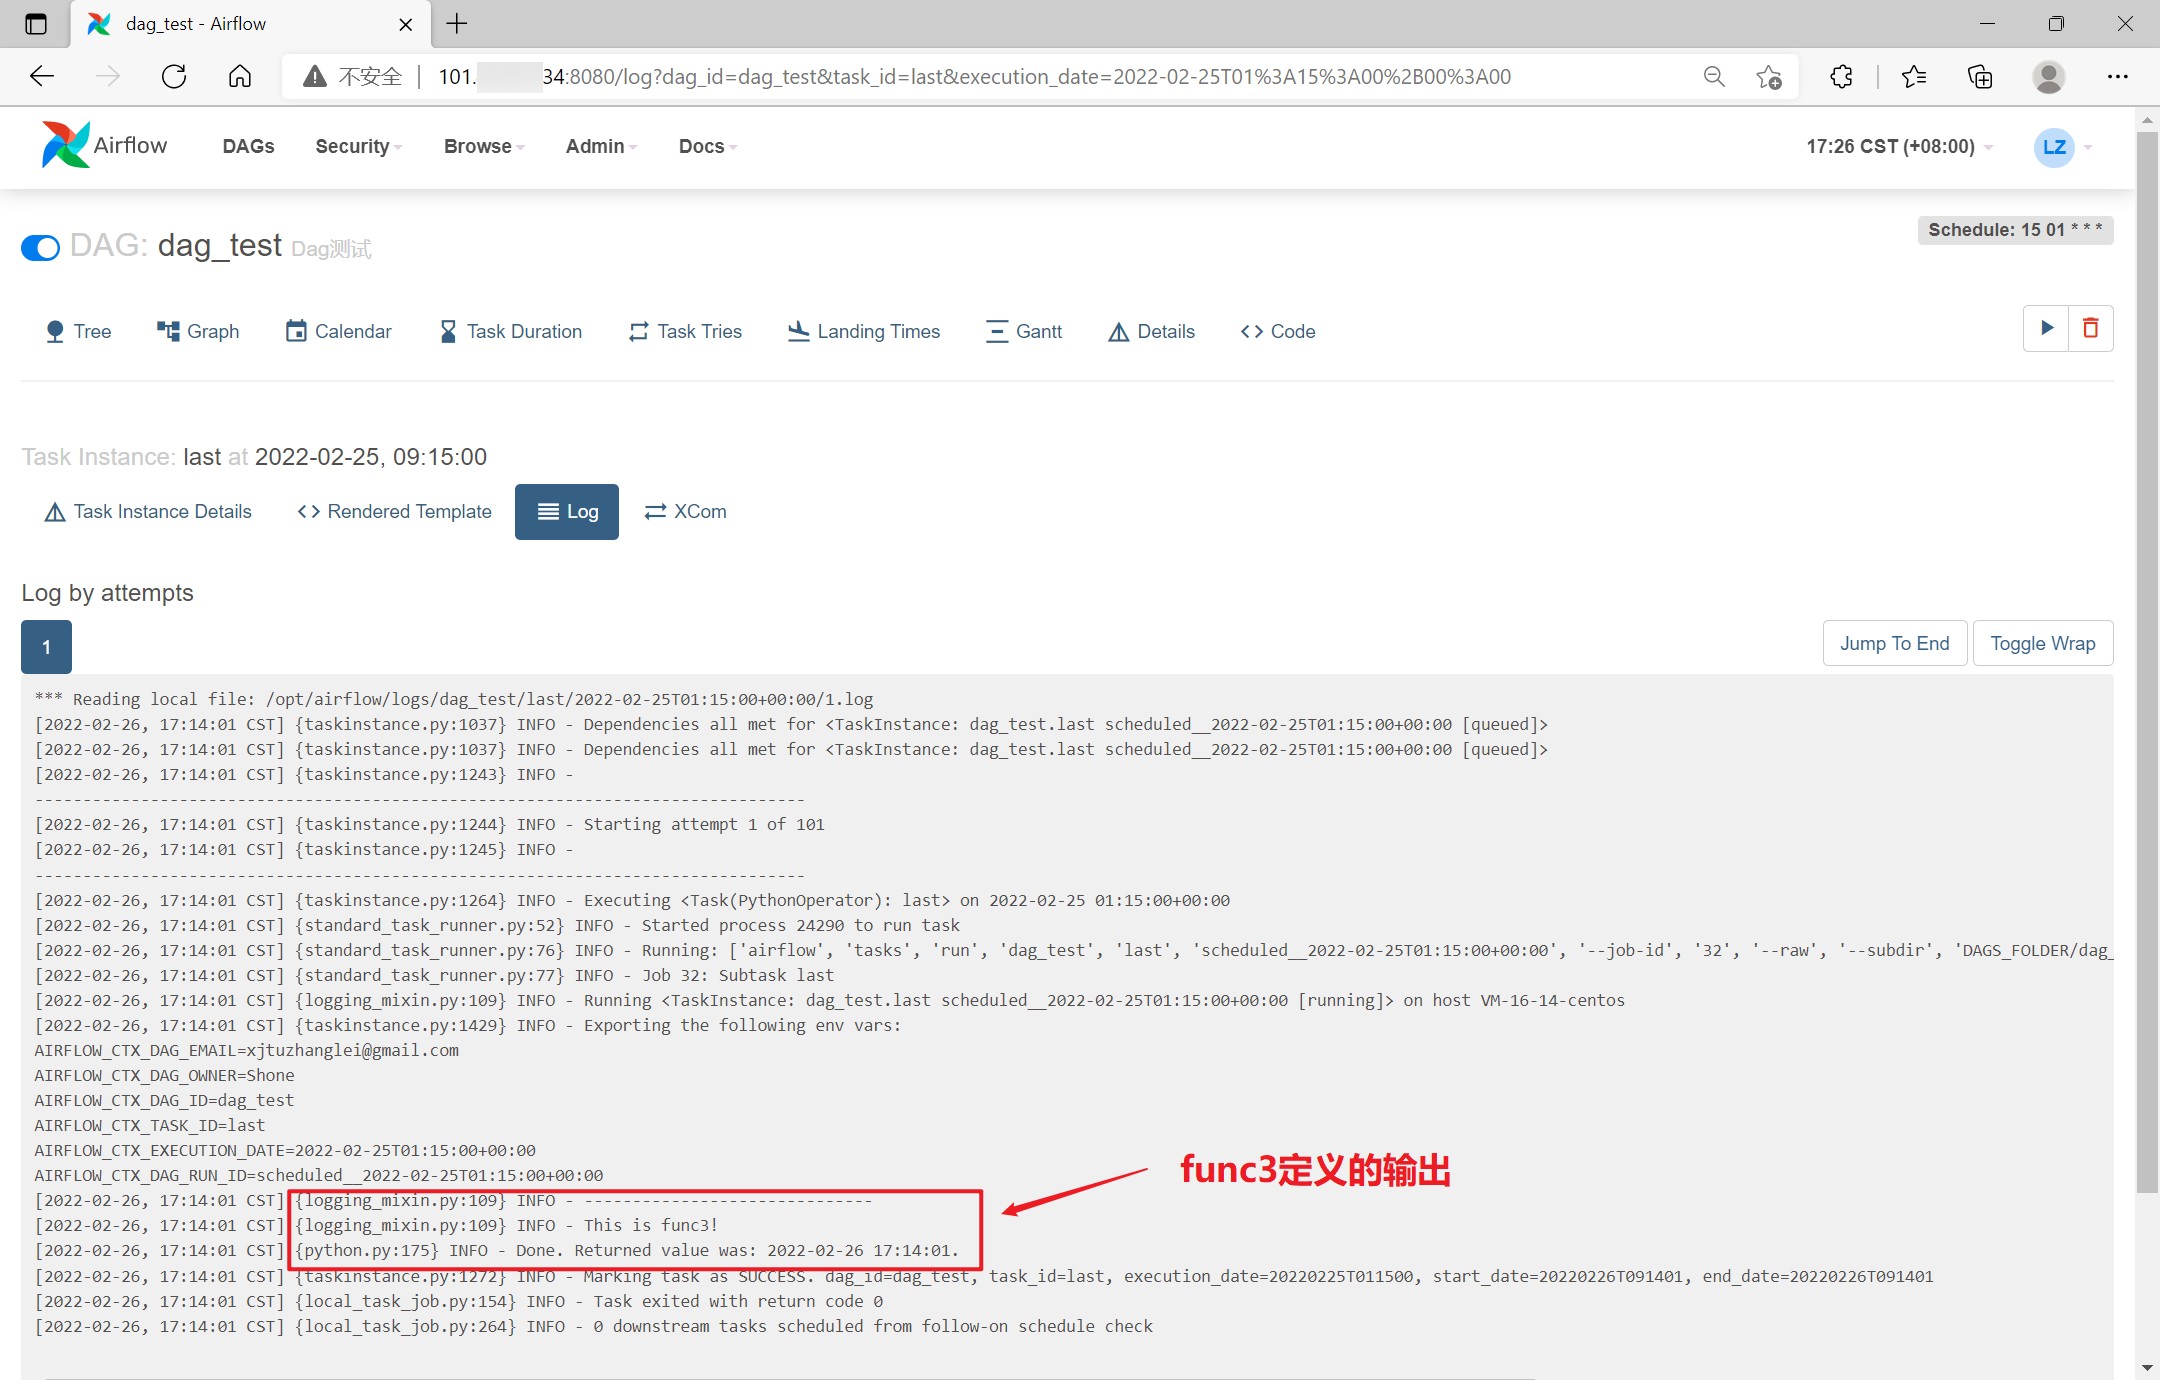 dag_test - Airflow
不安全 101. 34:8080/log?dag_id=dag_test&task_id=last&execution_date=2022-02-25T01%3A15%3A00%2B00%3A00
Airflow DAGs Security Browse Admin Docs 17:26 CST (+08:00) LZ
DAG: dag_test Dag测试 Schedule: 15 01 * * *
Tree Graph Calendar Task Duration Task Tries Landing Times Gantt Details Code
Task Instance: last at 2022-02-25, 09:15:00
Task Instance Details Rendered Template Log XCom
Log by attempts
1 Jump To End Toggle Wrap
*** Reading local file: /opt/airflow/logs/dag_test/last/2022-02-25T01:15:00+00:00/1.log
[2022-02-26, 17:14:01 CST] {taskinstance.py:1037} INFO - Dependencies all met for <TaskInstance: dag_test.last scheduled__2022-02-25T01:15:00+00:00 [queued]>
[2022-02-26, 17:14:01 CST] {taskinstance.py:1037} INFO - Dependencies all met for <TaskInstance: dag_test.last scheduled__2022-02-25T01:15:00+00:00 [queued]>
[2022-02-26, 17:14:01 CST] {taskinstance.py:1243} INFO -
--------------------------------------------------------------------------------
[2022-02-26, 17:14:01 CST] {taskinstance.py:1244} INFO - Starting attempt 1 of 101
[2022-02-26, 17:14:01 CST] {taskinstance.py:1245} INFO -
--------------------------------------------------------------------------------
[2022-02-26, 17:14:01 CST] {taskinstance.py:1264} INFO - Executing <Task(PythonOperator): last> on 2022-02-25 01:15:00+00:00
[2022-02-26, 17:14:01 CST] {standard_task_runner.py:52} INFO - Started process 24290 to run task
[2022-02-26, 17:14:01 CST] {standard_task_runner.py:76} INFO - Running: ['airflow', 'tasks', 'run', 'dag_test', 'last', 'scheduled__2022-02-25T01:15:00+00:00', '--job-id', '32', '--raw', '--subdir', 'DAGS_FOLDER/dag_
[2022-02-26, 17:14:01 CST] {standard_task_runner.py:77} INFO - Job 32: Subtask last
[2022-02-26, 17:14:01 CST] {logging_mixin.py:109} INFO - Running <TaskInstance: dag_test.last scheduled__2022-02-25T01:15:00+00:00 [running]> on host VM-16-14-centos
[2022-02-26, 17:14:01 CST] {taskinstance.py:1429} INFO - Exporting the following env vars:
AIRFLOW_CTX_DAG_EMAIL=xjtuzhanglei@gmail.com
AIRFLOW_CTX_DAG_OWNER=Shone
AIRFLOW_CTX_DAG_ID=dag_test
AIRFLOW_CTX_TASK_ID=last
AIRFLOW_CTX_EXECUTION_DATE=2022-02-25T01:15:00+00:00
AIRFLOW_CTX_DAG_RUN_ID=scheduled__2022-02-25T01:15:00+00:00
func3定义的输出
[2022-02-26, 17:14:01 CST] {logging_mixin.py:109} INFO - ------------------------------
[2022-02-26, 17:14:01 CST] {logging_mixin.py:109} INFO - This is func3!
[2022-02-26, 17:14:01 CST] {python.py:175} INFO - Done. Returned value was: 2022-02-26 17:14:01.
[2022-02-26, 17:14:01 CST] {taskinstance.py:1272} INFO - Marking task as SUCCESS. dag_id=dag_test, task_id=last, execution_date=20220225T011500, start_date=20220226T091401, end_date=20220226T091401
[2022-02-26, 17:14:01 CST] {local_task_job.py:154} INFO - Task exited with return code 0
[2022-02-26, 17:14:01 CST] {local_task_job.py:264} INFO - 0 downstream tasks scheduled from follow-on schedule check